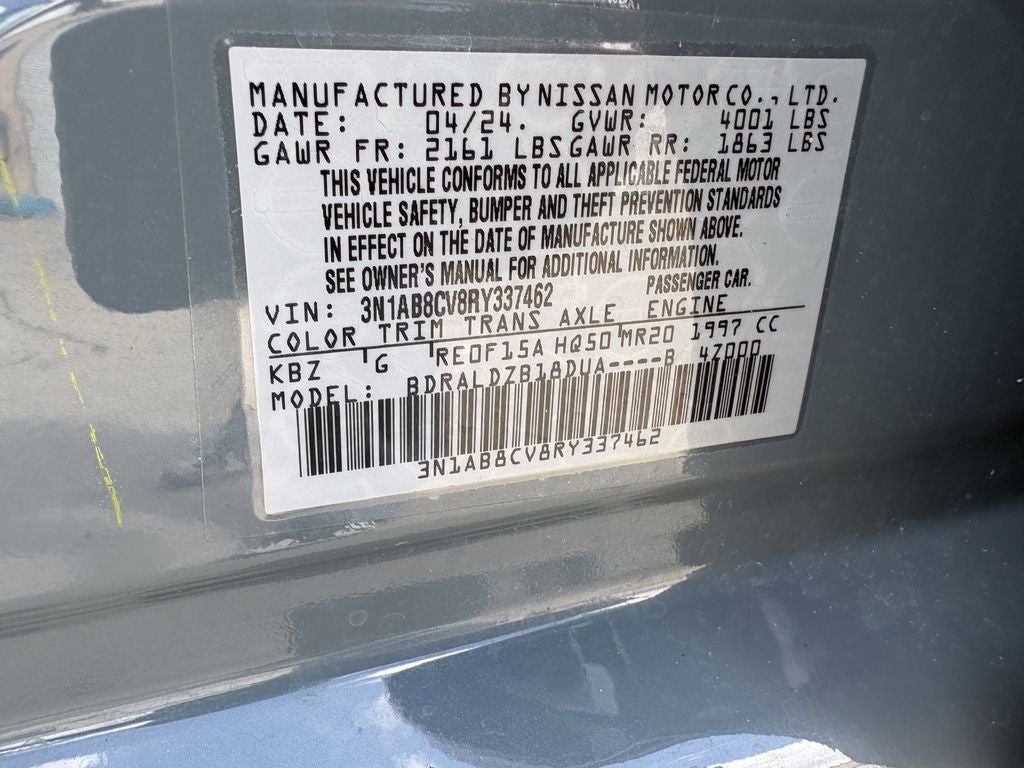 MANUFACTURED BY NISSAN MOTOR CO., LTD.
DATE: 04/24. GVWR: 4001 LBS
GAWR FR: 2161 LBS GAWR RR: 1863 LBS
THIS VEHICLE CONFORMS TO ALL APPLICABLE FEDERAL MOTOR
VEHICLE SAFETY, BUMPER AND THEFT PREVENTION STANDARDS
IN EFFECT ON THE DATE OF MANUFACTURE SHOWN ABOVE.
SEE OWNER'S MANUAL FOR ADDITIONAL INFORMATION.
VIN: 3N1AB8CV8RY337462 PASSENGER CAR.
COLOR TRIM TRANS AXLE ENGINE
KBZ G RE0F15A HQ50 MR20 1997 CC
MODEL: BDRALDZB18DUA----B 4Z000
3N1AB8CV8RY337462